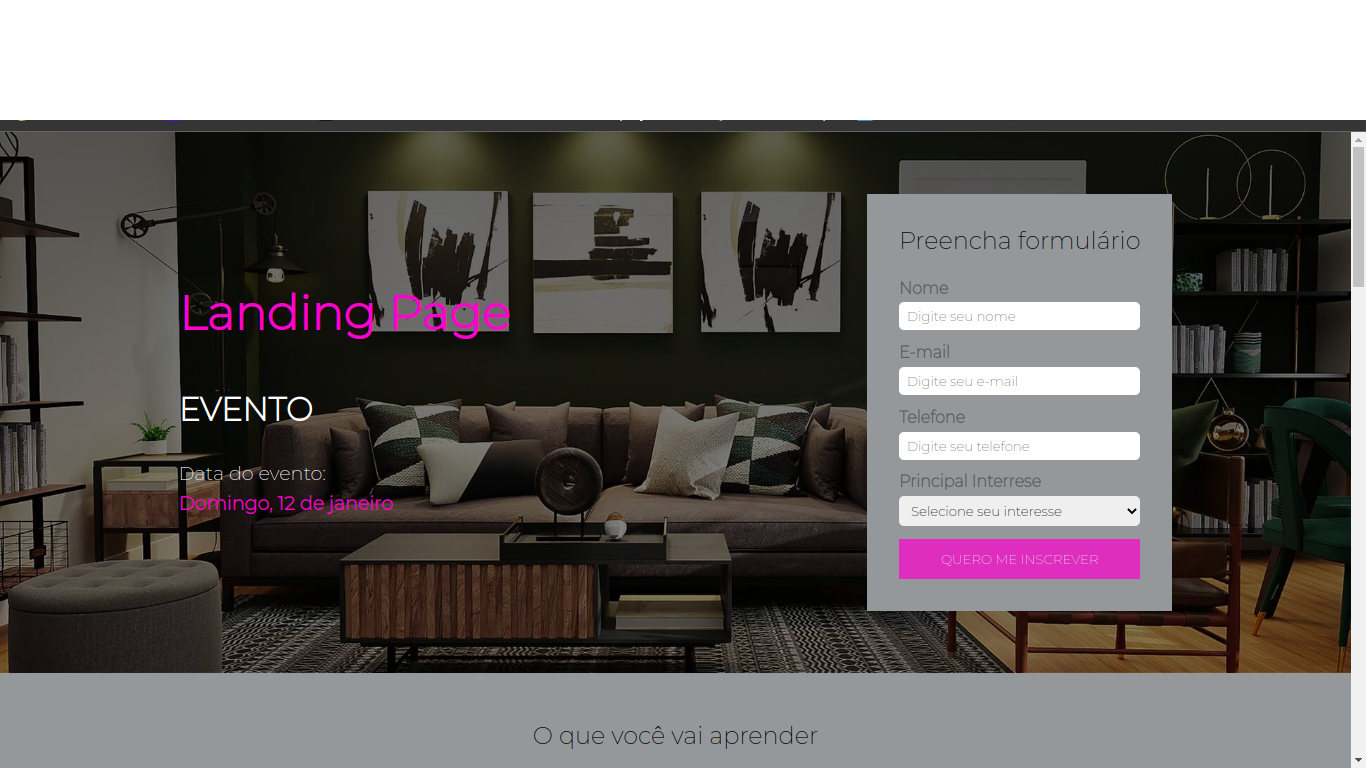 Landing Page
EVENTO
Data do evento:
Domingo, 12 de janeiro
Preencha formulário
Nome
Digite seu nome
E-mail
Digite seu e-mail
Telefone
Digite seu telefone
Principal Interrese
Selecione seu interesse
QUERO ME INSCREVER
O que você vai aprender